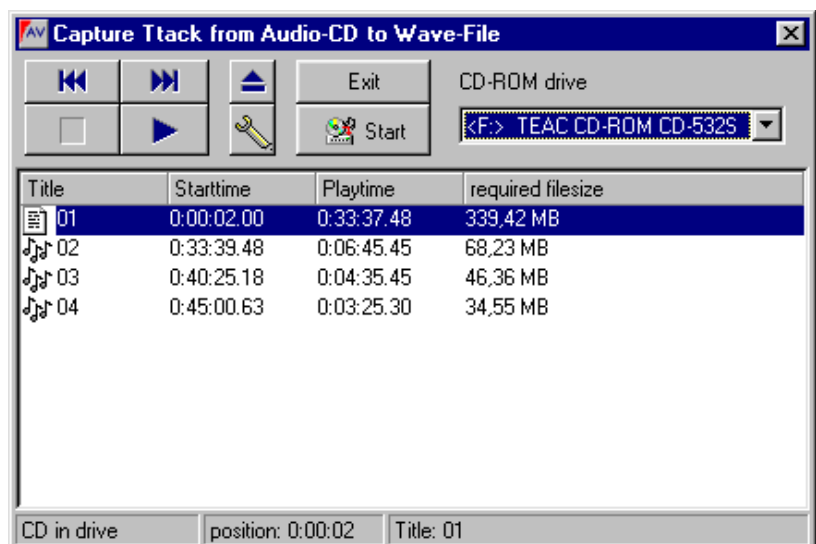 AV Capture Ttack from Audio-CD to Wave-File
Exit CD-ROM drive
Start <F:> TEAC CD-ROM CD-532S
Title Starttime Playtime required filesize
01 0:00:02.00 0:33:37.48 339,42 MB
02 0:33:39.48 0:06:45.45 68,23 MB
03 0:40:25.18 0:04:35.45 46,36 MB
04 0:45:00.63 0:03:25.30 34,55 MB
CD in drive position: 0:00:02 Title: 01